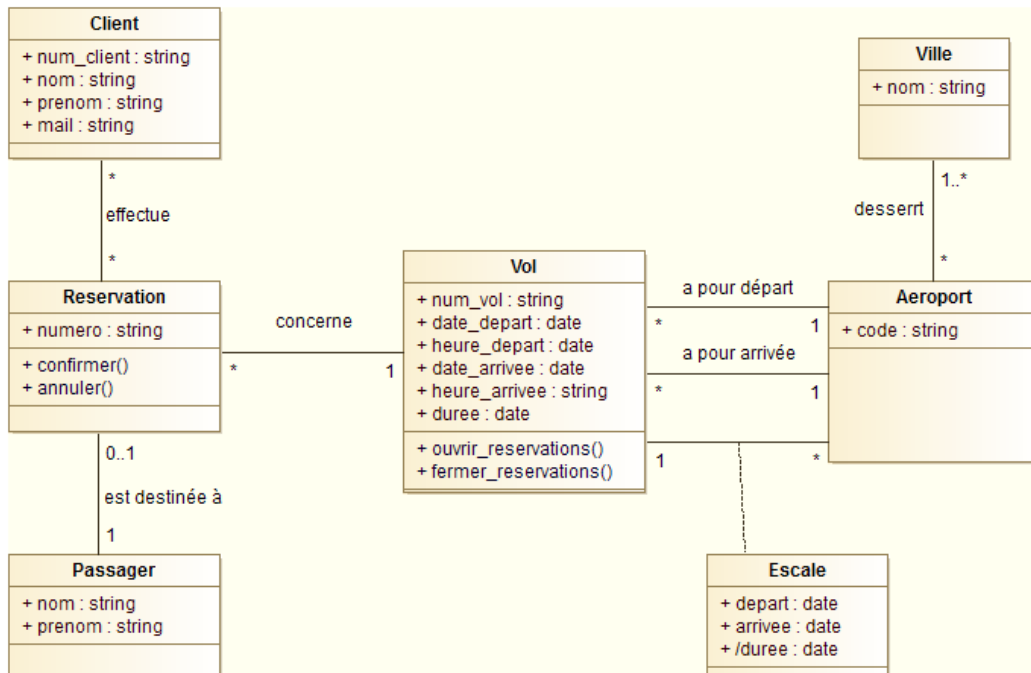 Client
+ num_client : string
+ nom : string
+ prenom : string
+ mail : string
*
effectue
*
Ville
+ nom : string
1..*
desserrt
*
Reservation
+ numero : string
+ confirmer()
+ annuler()
concerne
*
1
Vol
+ num_vol : string
+ date_depart : date
+ heure_depart : date
+ date_arrivee : date
+ heure_arrivee : string
+ duree : date
+ ouvrir_reservations()
+ fermer_reservations()
a pour départ
*
1
a pour arrivée
*
1
1
*
Aeroport
+ code : string
0..1
est destinée à
1
Passager
+ nom : string
+ prenom : string
Escale
+ depart : date
+ arrivee : date
+ /duree : date